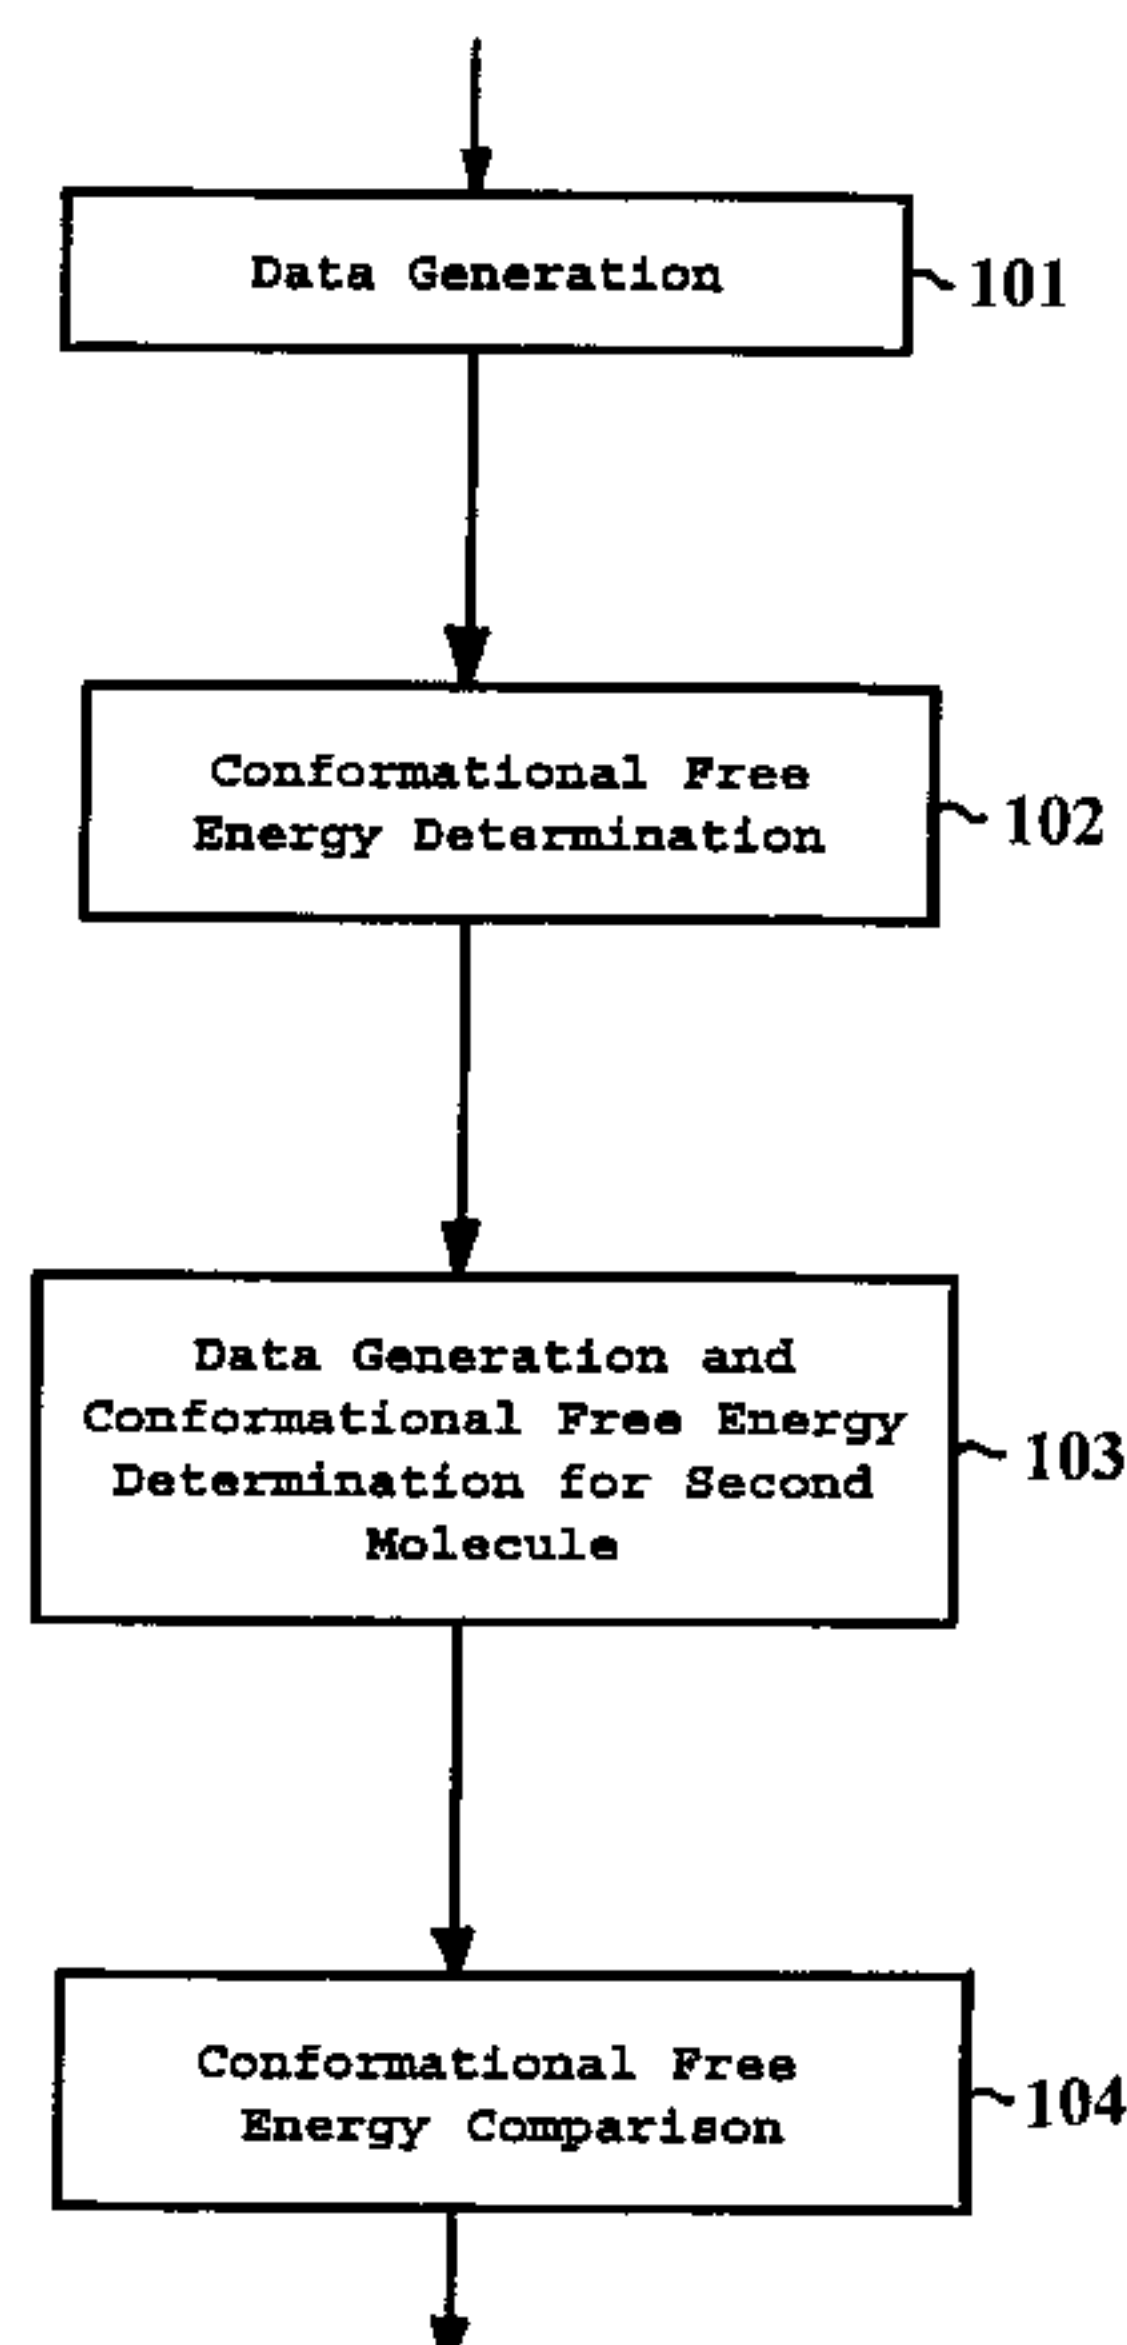 Data Generation
101
Conformational Free
Energy Determination
102
Data Generation and
Conformational Free Energy
Determination for Second
Molecule
103
Conformational Free
Energy Comparison
104